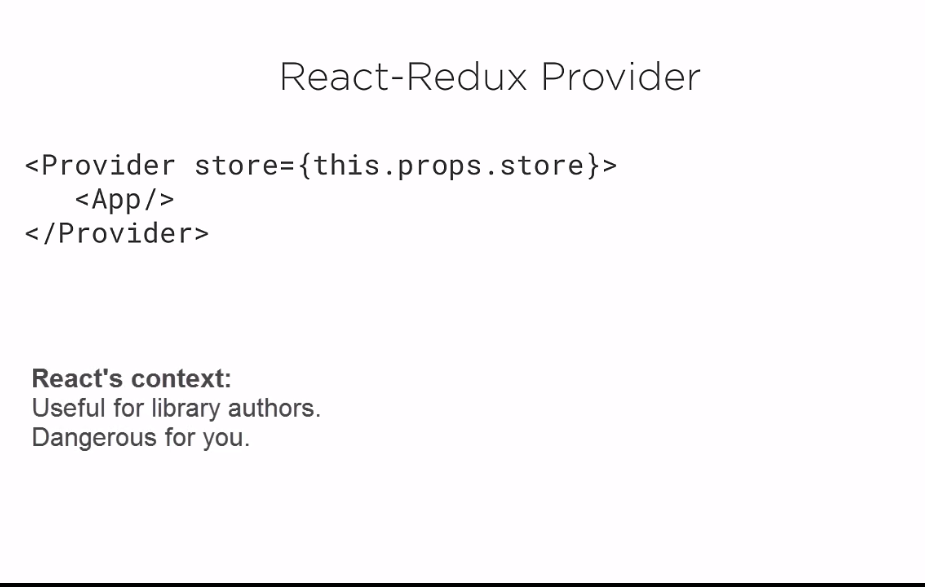 React-Redux Provider
<Provider store={this.props.store}>
   <App/>
</Provider>
React's context:
Useful for library authors.
Dangerous for you.